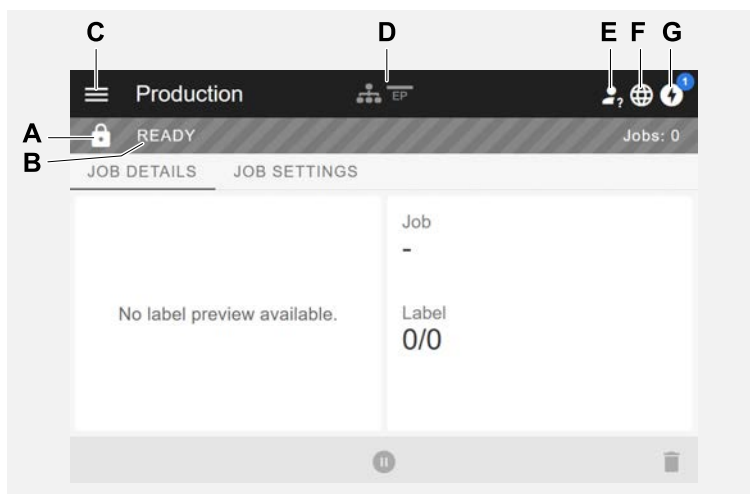 C D E F G
Production EP ? 1
A READY Jobs: 0
B
JOB DETAILS JOB SETTINGS
Job
-
No label preview available.
Label
0/0